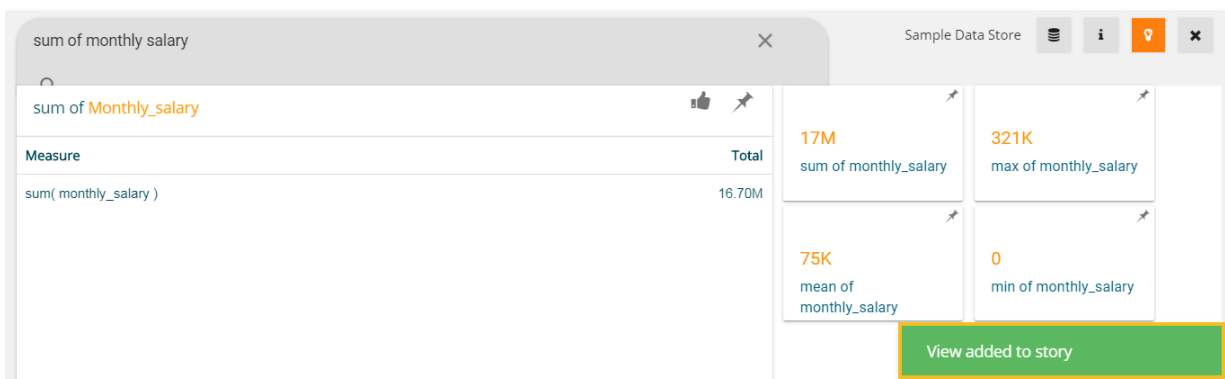 sum of monthly salary
Sample Data Store
sum of Monthly_salary
Measure Total
sum( monthly_salary ) 16.70M
17M
sum of monthly_salary
321K
max of monthly_salary
75K
mean of
monthly_salary
0
min of monthly_salary
View added to story